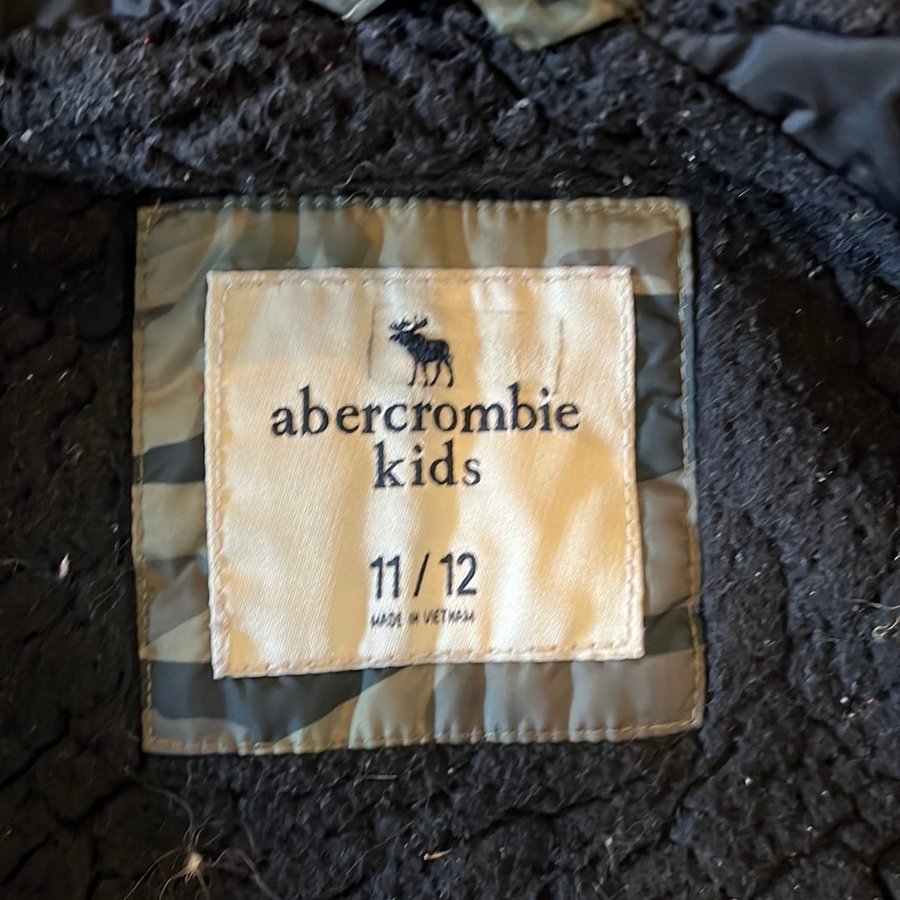 abercrombie
kids
11 / 12
MADE IN VIETNAM